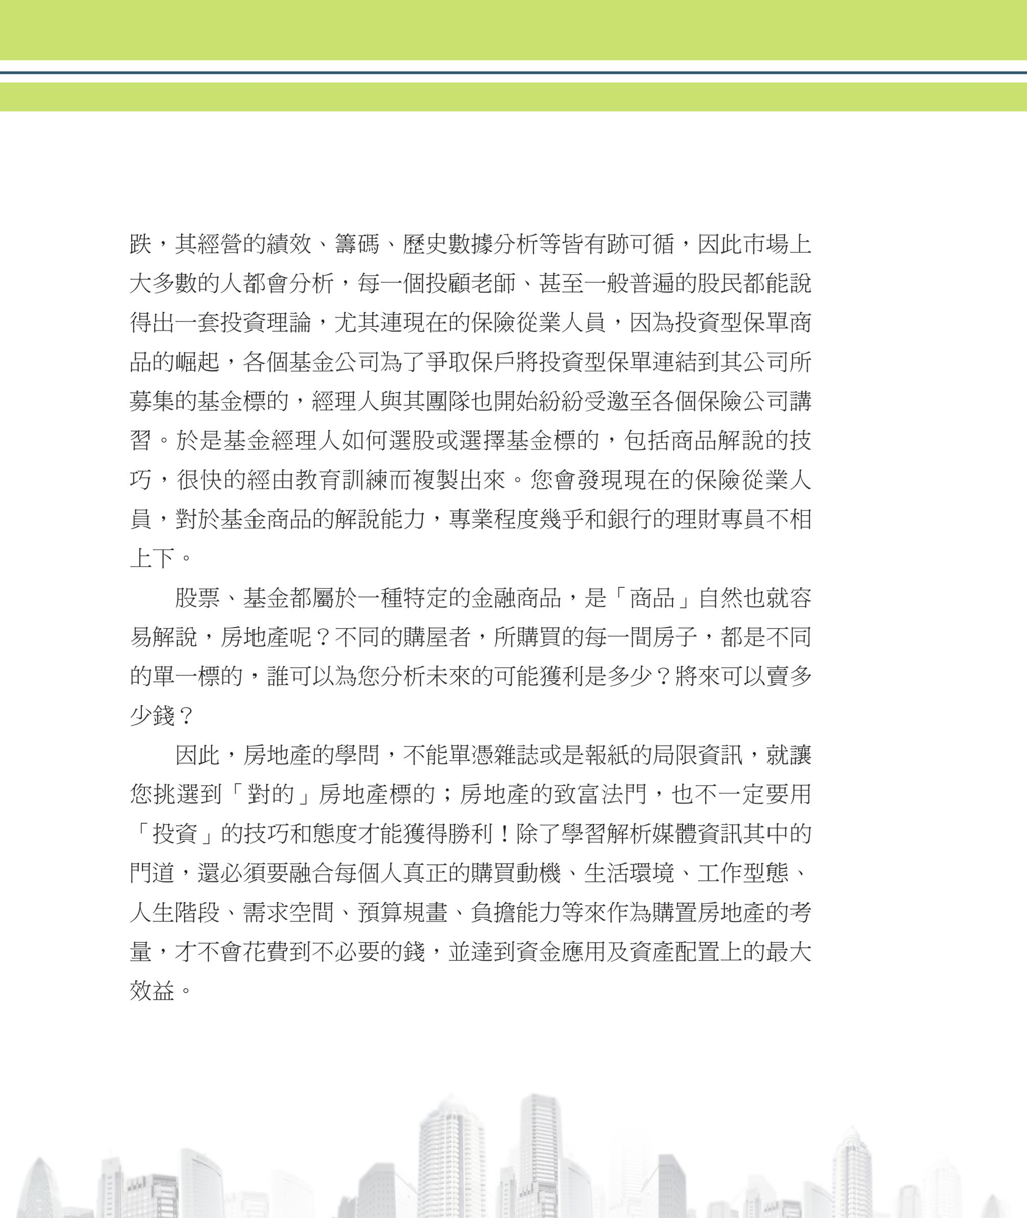 跌，其經營的績效、籌碼、歷史數據分析等皆有跡可循，因此市場上
大多數的人都會分析，每一個投顧老師、甚至一般普遍的股民都能說
得出一套投資理論，尤其連現在的保險從業人員，因為投資型保單商
品的崛起，各個基金公司為了爭取保戶將投資型保單連結到其公司所
募集的基金標的，經理人與其團隊也開始紛紛受邀至各個保險公司講
習。於是基金經理人如何選股或選擇基金標的，包括商品解說的技
巧，很快的經由教育訓練而複製出來。您會發現現在的保險從業人
員，對於基金商品的解說能力，專業程度幾乎和銀行的理財專員不相
上下。
股票、基金都屬於一種特定的金融商品，是「商品」自然也就容
易解說，房地產呢？不同的購屋者，所購買的每一間房子，都是不同
的單一標的，誰可以為您分析未來的可能獲利是多少？將來可以賣多
少錢？
因此，房地產的學問，不能單憑雜誌或是報紙的局限資訊，就讓
您挑選到「對的」房地產標的；房地產的致富法門，也不一定要用
「投資」的技巧和態度才能獲得勝利！除了學習解析媒體資訊其中的
門道，還必須要融合每個人真正的購買動機、生活環境、工作型態、
人生階段、需求空間、預算規畫、負擔能力等來作為購置房地產的考
量，才不會花費到不必要的錢，並達到資金應用及資產配置上的最大
效益。